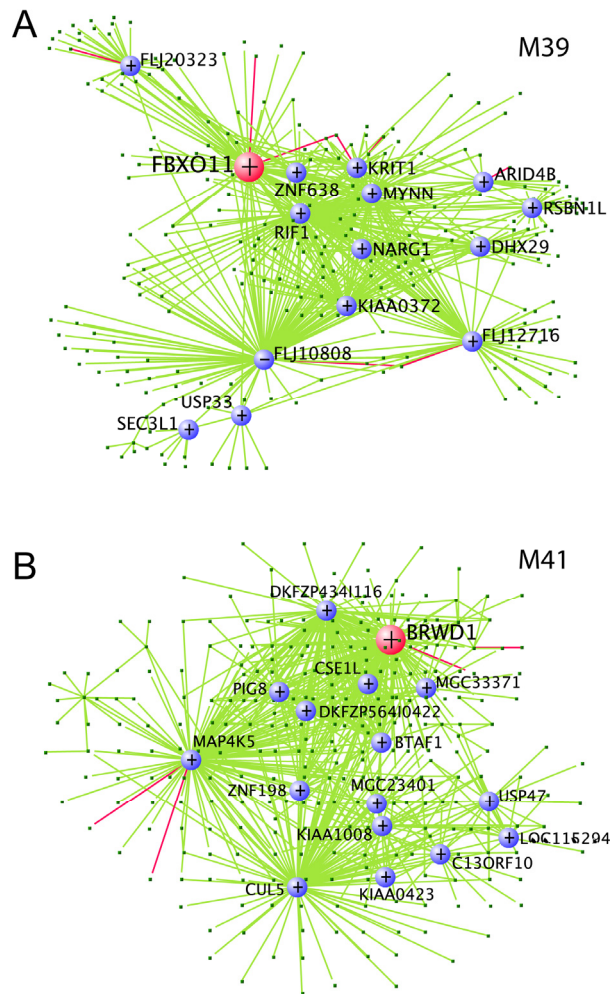 A
M39
FLJ20323
FBXO11
ZNF638
KRIT1
MYNN
ARID4B
RSBN1L
RIF1
NARG1
DHX29
KIAA0372
FLJ12716
FLJ10808
USP33
SEC3L1
B
M41
DKFZP434I116
BRWD1
CSE1L
PIG8
MGC33371
DKFZP564I0422
BTAF1
MAP4K5
ZNF198
MGC23401
USP47
KIAA1008
LOC115294
C13ORF10
CUL5
KIAA0423